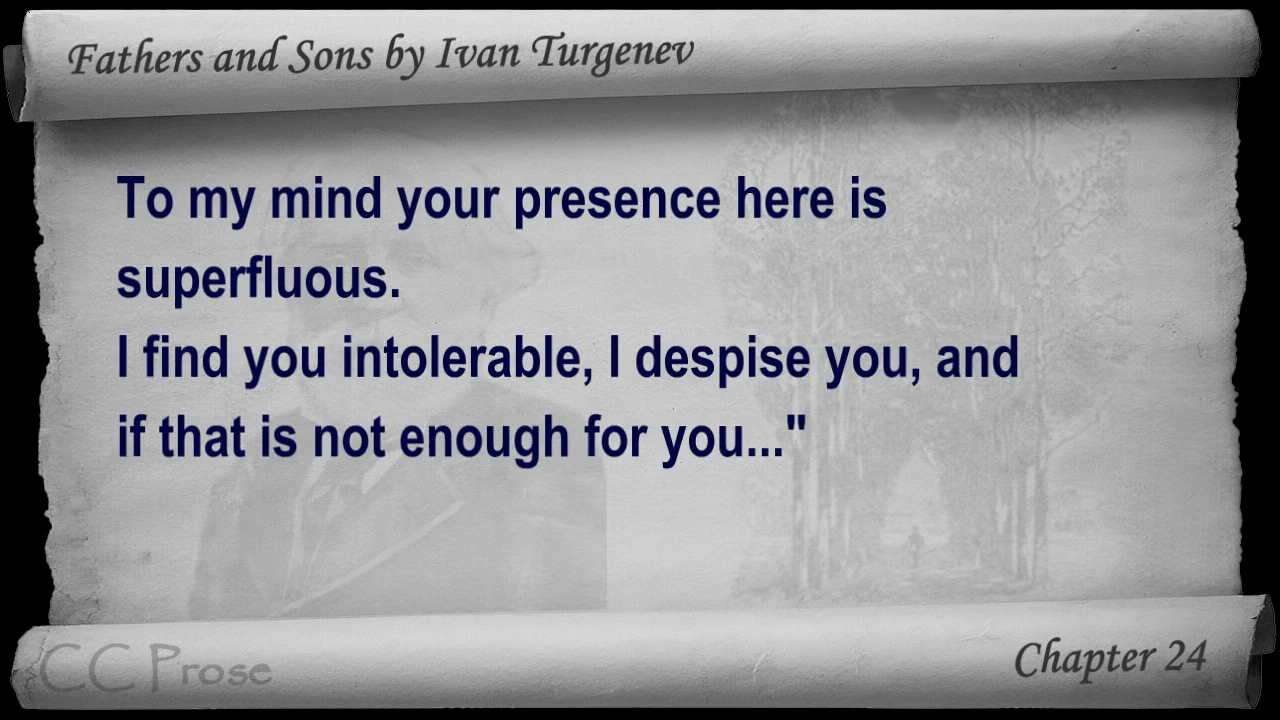 Fathers and Sons by Ivan Turgenev
To my mind your presence here is
superfluous.
I find you intolerable, I despise you, and
if that is not enough for you..."
CC Prose
Chapter 24